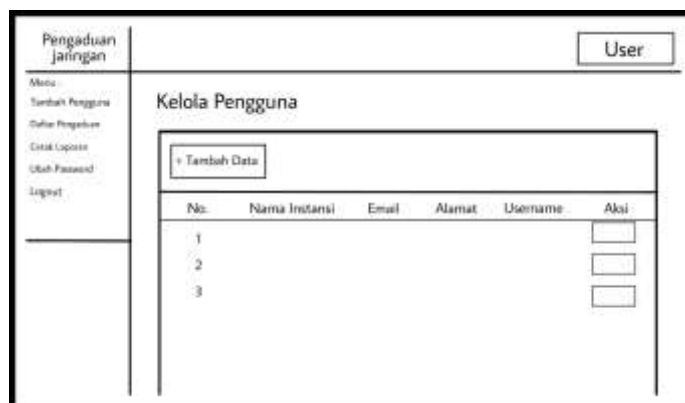 Pengaduan
jaringan
User
Menu
Tambah Pengguna
Daftar Pengaduan
Cetak Laporan
Ubah Password
Logout
Kelola Pengguna
+ Tambah Data
No. Nama Instansi Email Alamat Username Aksi
1
2
3